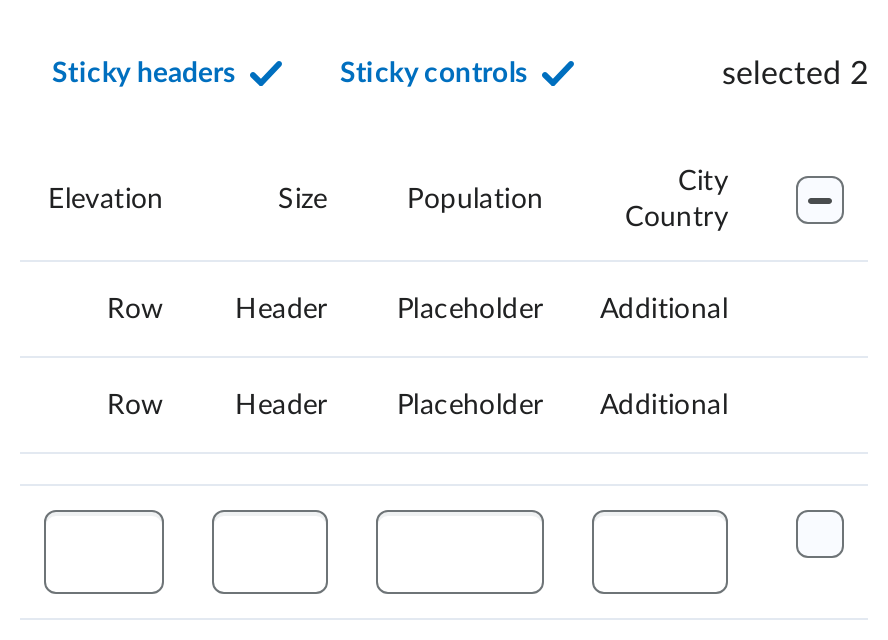 Sticky headers Sticky controls selected 2
Elevation Size Population City
Country
Row Header Placeholder Additional
Row Header Placeholder Additional